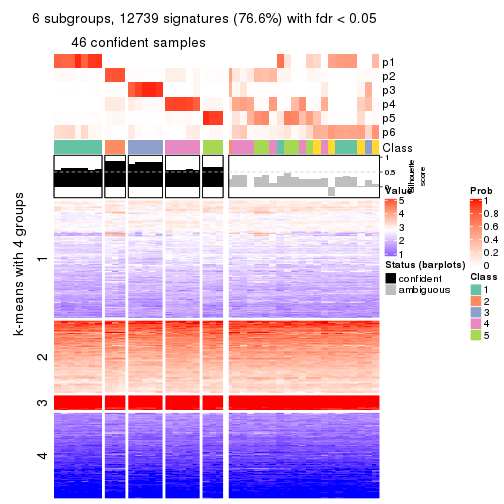 6 subgroups, 12739 signatures (76.6%) with fdr < 0.05
46 confident samples
p1
p2
p3
p4
p5
p6
Class
1
0.5
0
Silhouette
score
k-means with 4 groups
1
2
3
4
Value
5
4
3
2
1
Status (barplots)
confident
ambiguous
Prob
1
0.8
0.6
0.4
0.2
0
Class
1
2
3
4
5